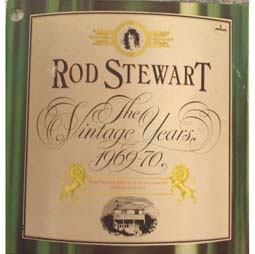 ROD STEWART
The
Vintage Years
1969-70